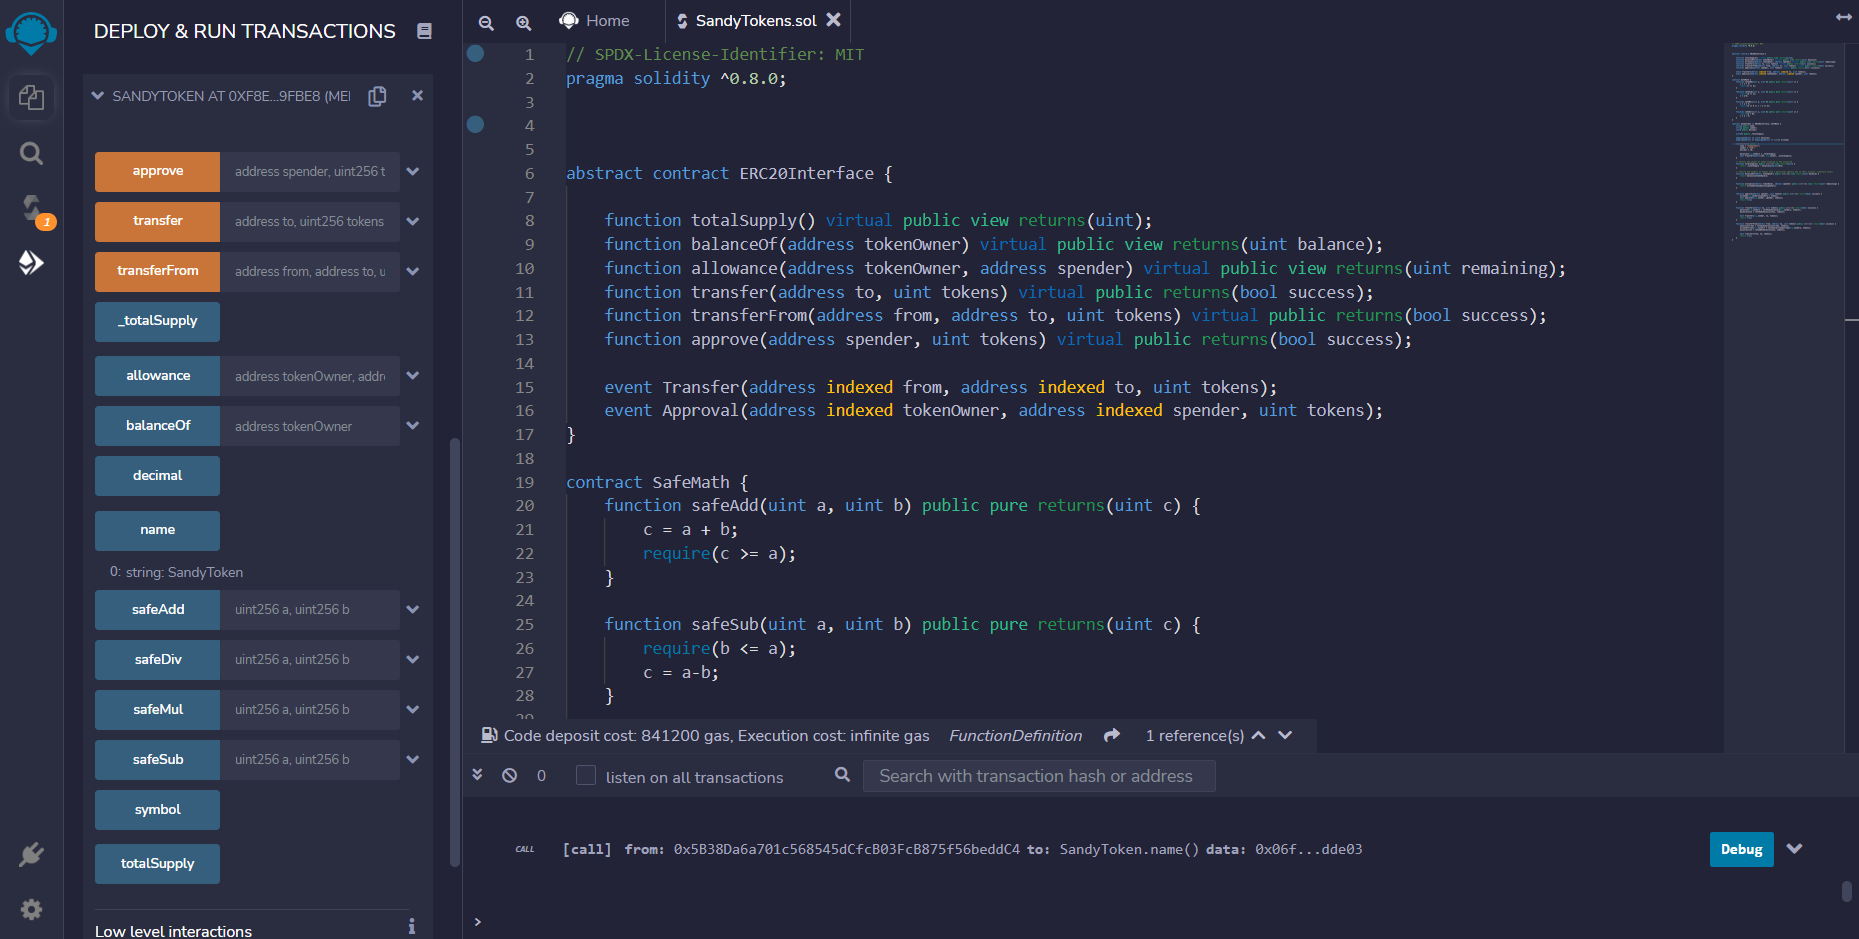 DEPLOY & RUN TRANSACTIONS
SANDYTOKEN AT 0XF8E...9FBE8 (MEI
approve address spender, uint256 t
transfer address to, uint256 tokens
transferFrom address from, address to, u
_totalSupply
allowance address tokenOwner, addr
balanceOf address tokenOwner
decimal
name
0: string: SandyToken
safeAdd uint256 a, uint256 b
safeDiv uint256 a, uint256 b
safeMul uint256 a, uint256 b
safeSub uint256 a, uint256 b
symbol
totalSupply
Low level interactions
i
1
Home SandyTokens.sol
1 // SPDX-License-Identifier: MIT
2 pragma solidity ^0.8.0;
3
4
5
6 abstract contract ERC20Interface {
7
8 function totalSupply() virtual public view returns(uint);
9 function balanceOf(address tokenOwner) virtual public view returns(uint balance);
10 function allowance(address tokenOwner, address spender) virtual public view returns(uint remaining);
11 function transfer(address to, uint tokens) virtual public returns(bool success);
12 function transferFrom(address from, address to, uint tokens) virtual public returns(bool success);
13 function approve(address spender, uint tokens) virtual public returns(bool success);
14
15 event Transfer(address indexed from, address indexed to, uint tokens);
16 event Approval(address indexed tokenOwner, address indexed spender, uint tokens);
17 }
18
19 contract SafeMath {
20 function safeAdd(uint a, uint b) public pure returns(uint c) {
21 c = a + b;
22 require(c >= a);
23 }
24
25 function safeSub(uint a, uint b) public pure returns(uint c) {
26 require(b <= a);
27 c = a-b;
28 }
29
Code deposit cost: 841200 gas, Execution cost: infinite gas FunctionDefinition 1 reference(s)
0 listen on all transactions Search with transaction hash or address
CALL [call] from: 0x5B38Da6a701c568545dCfcB03FcB875f56beddC4 to: SandyToken.name() data: 0x06f...dde03 Debug
>